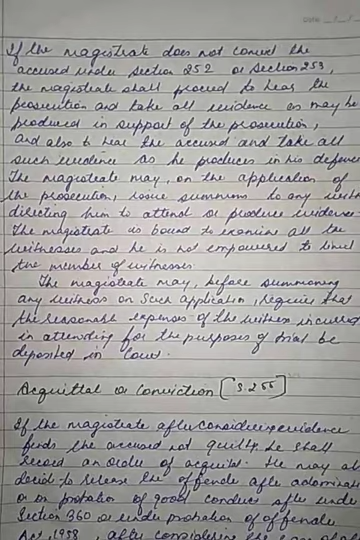 If the magistrate does not convict the
accused under section 252 or section 253,
the magistrate shall proceed to hear the
prosecution and take all evidence as may be
produced in support of the prosecution,
and also to hear the accused and take all
such evidence as he produces in his defence
The magistrate may, on the application of
the prosecution, issue summons to any
directing him to attend or produce evidence
The magistrate is bound to examine all the
witnesses and he is not empowered to limit
the member of witnesses
The magistrate may, before summoning
any witness on such application, require that
the reasonable expenses of the witness incurred
in attending for the purposes of trial be
deposited in Court.
Acquittal or Conviction [S.255]
If the magistrate after evidence
finds the accused not guilty, he shall
record an order of acquittal. He may al
decide to release the offender after
or on probation of good conduct under
Section 360 or under probation of offender
Act, 1958, after considering the